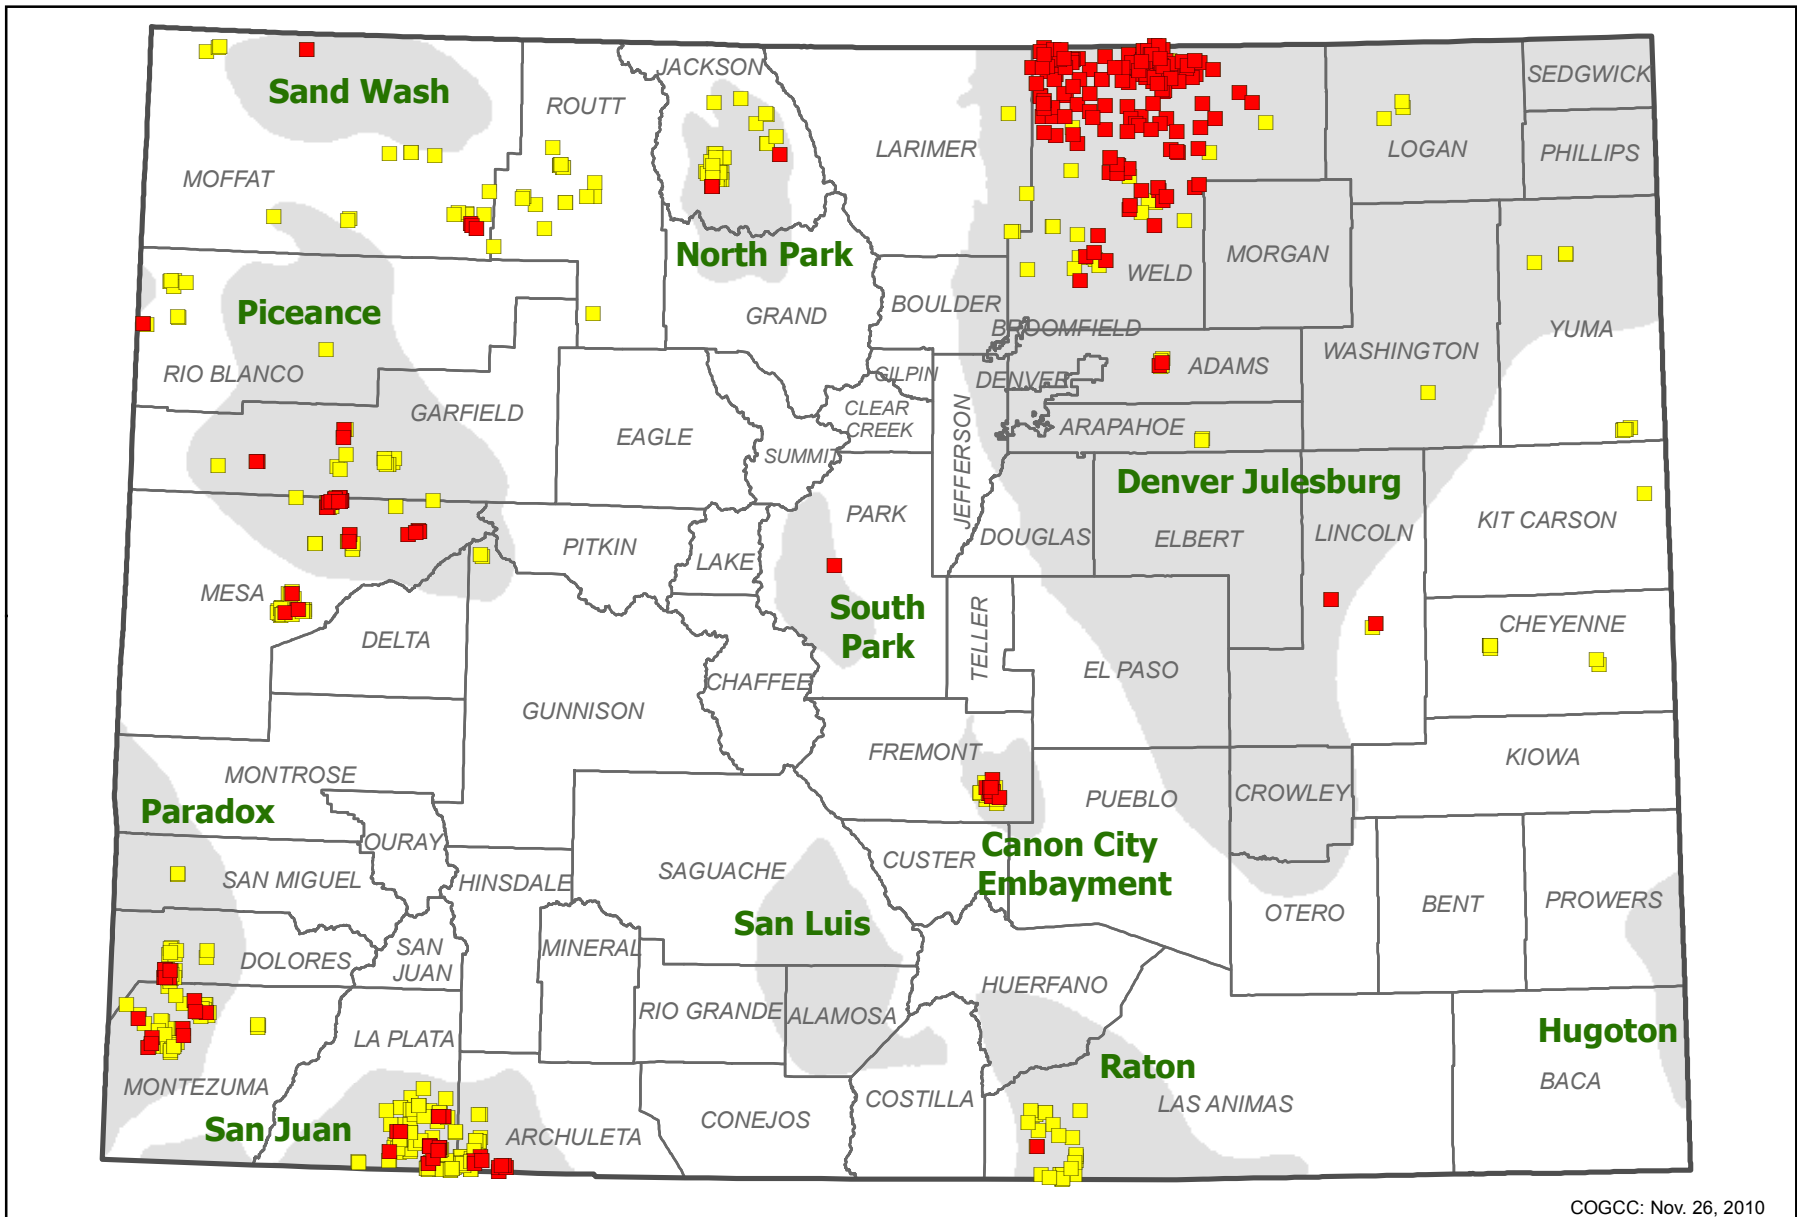 JACKSON
SEDGWICK
Sand Wash
ROUTT
LARIMER
LOGAN
PHILLIPS
MOFFAT
North Park
MORGAN
WELD
Piceance
BOULDER
GRAND
BROOMFIELD
YUMA
RIO BLANCO
GILPIN
DENVER
ADAMS
WASHINGTON
GARFIELD
CLEAR
CREEK
EAGLE
ARAPAHOE
SUMMIT
JEFFERSON
Denver Julesburg
PARK
KIT CARSON
PITKIN
LAKE
DOUGLAS
ELBERT
LINCOLN
MESA
South
Park
TELLER
CHEYENNE
DELTA
EL PASO
CHAFFEE
GUNNISON
FREMONT
KIOWA
MONTROSE
Paradox
PUEBLO
CROWLEY
OURAY
Canon City
Embayment
SAGUACHE
CUSTER
SAN MIGUEL
HINSDALE
San Luis
OTERO
BENT
PROWERS
DOLORES
SAN
JUAN
MINERAL
HUERFANO
RIO GRANDE
ALAMOSA
LA PLATA
Hugoton
Raton
MONTEZUMA
BACA
COSTILLA
LAS ANIMAS
San Juan
ARCHULETA
CONEJOS
COGCC: Nov. 26, 2010